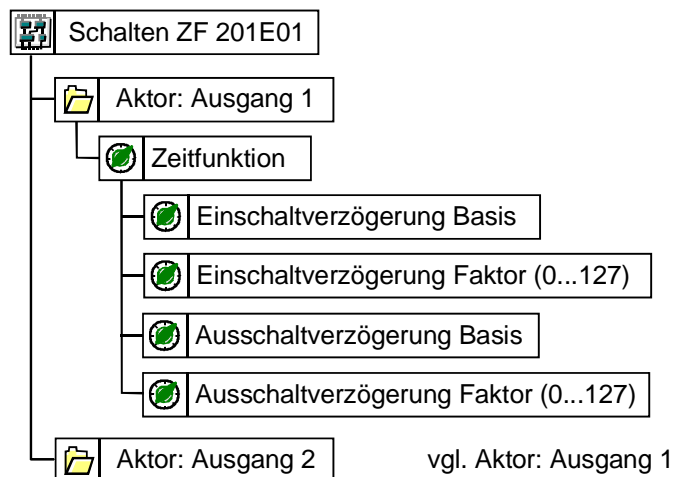 Schalten ZF 201E01
Aktor: Ausgang 1
Zeitfunktion
Einschaltverzögerung Basis
Einschaltverzögerung Faktor (0...127)
Ausschaltverzögerung Basis
Ausschaltverzögerung Faktor (0...127)
Aktor: Ausgang 2 vgl. Aktor: Ausgang 1